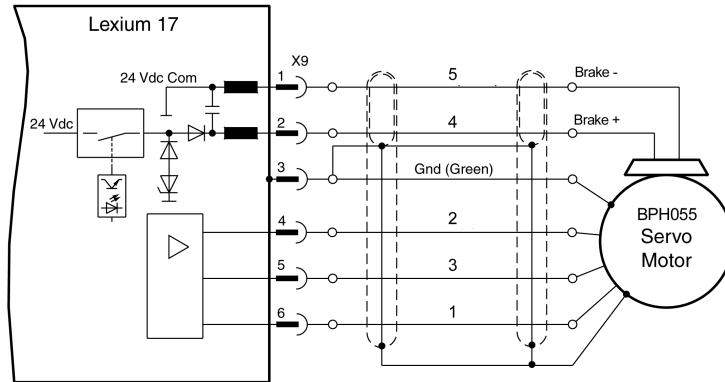 Lexium 17
X9
24 Vdc Com
1
5
Brake -
24 Vdc
2
4
Brake +
3
Gnd (Green)
BPH055
Servo
Motor
4
2
5
3
6
1